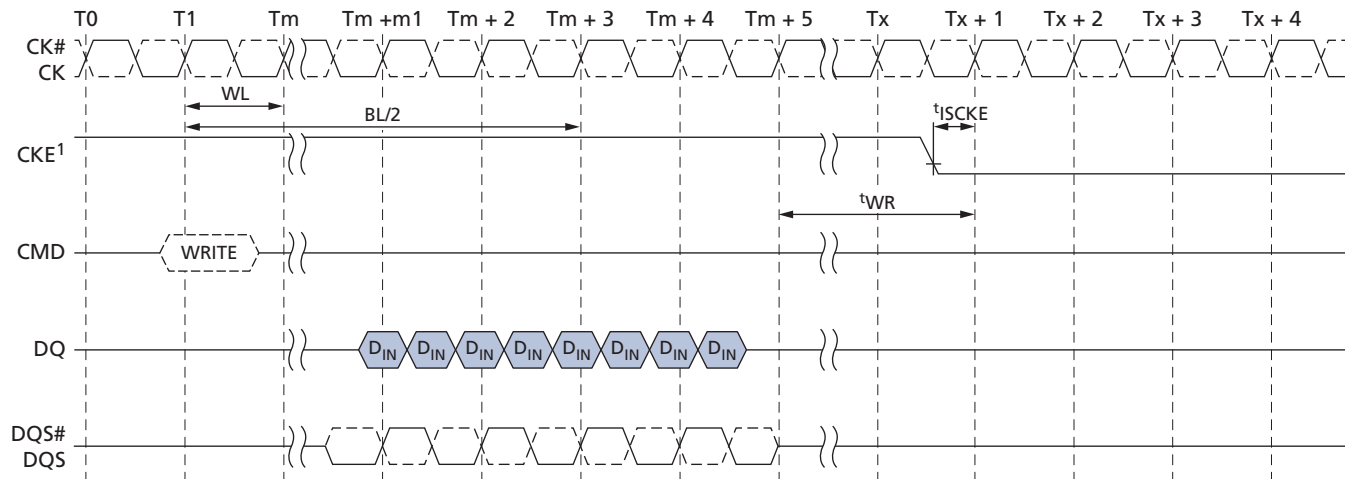 T0 T1 Tm Tm +m1 Tm + 2 Tm + 3 Tm + 4 Tm + 5 Tx Tx + 1 Tx + 2 Tx + 3 Tx + 4
CK#
CK
WL
BL/2
tISCKE
CKE1
tWR
CMD WRITE
DQ DIN DIN DIN DIN DIN DIN DIN DIN
DQS#
DQS